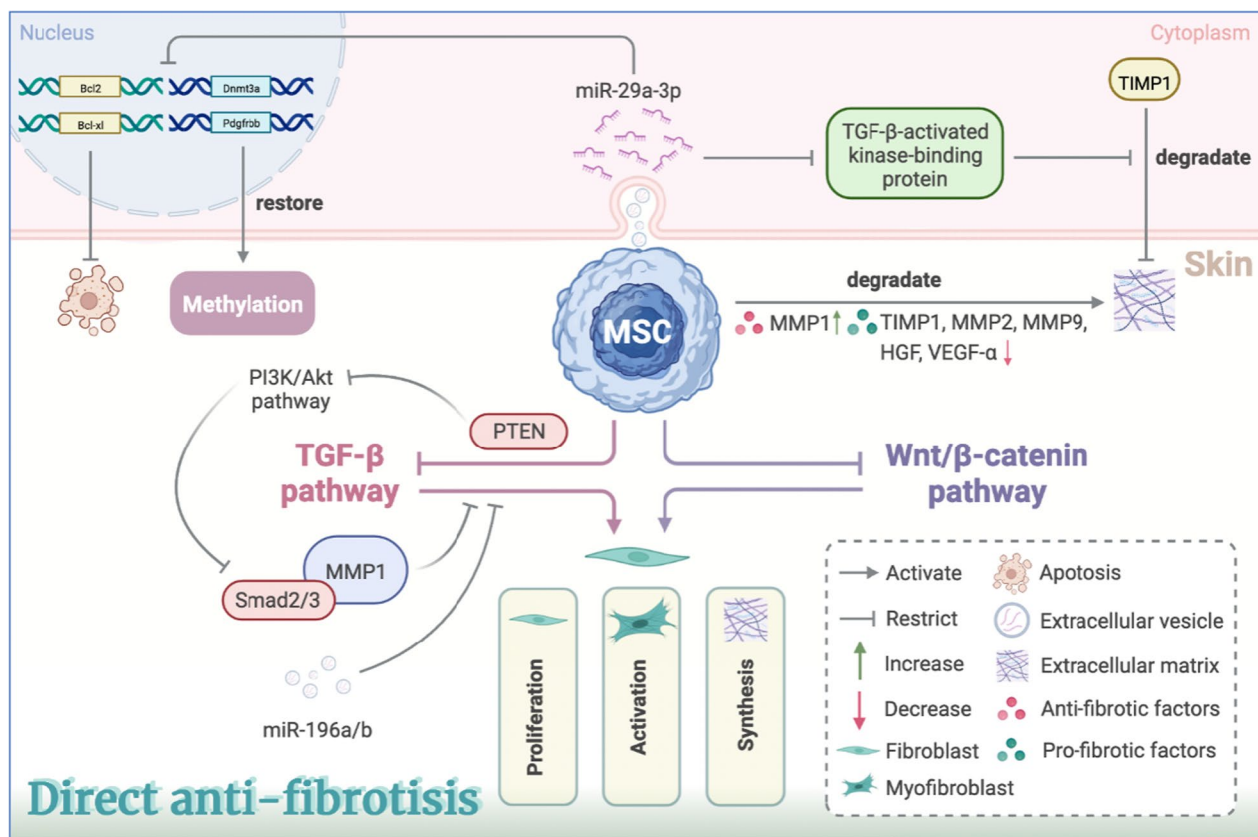 Nucleus
Cytoplasm
Bcl2
Dnmt3a
Bcl-xl
Pdgfrbb
miR-29a-3p
TIMP1
TGF-β-activated
kinase-binding
protein
degradate
restore
Methylation
Skin
MSC
degradate
MMP1
TIMP1, MMP2, MMP9,
HGF, VEGF-α
PI3K/Akt
pathway
PTEN
TGF-β
pathway
Wnt/β-catenin
pathway
MMP1
Smad2/3
miR-196a/b
Proliferation
Activation
Synthesis
Activate
Restrict
Increase
Decrease
Fibroblast
Myofibroblast
Apotosis
Extracellular vesicle
Extracellular matrix
Anti-fibrotic factors
Pro-fibrotic factors
Direct anti-fibrotisis